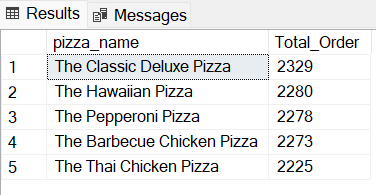 Results Messages
pizza_name Total_Order
1 The Classic Deluxe Pizza 2329
2 The Hawaiian Pizza 2280
3 The Pepperoni Pizza 2278
4 The Barbecue Chicken Pizza 2273
5 The Thai Chicken Pizza 2225